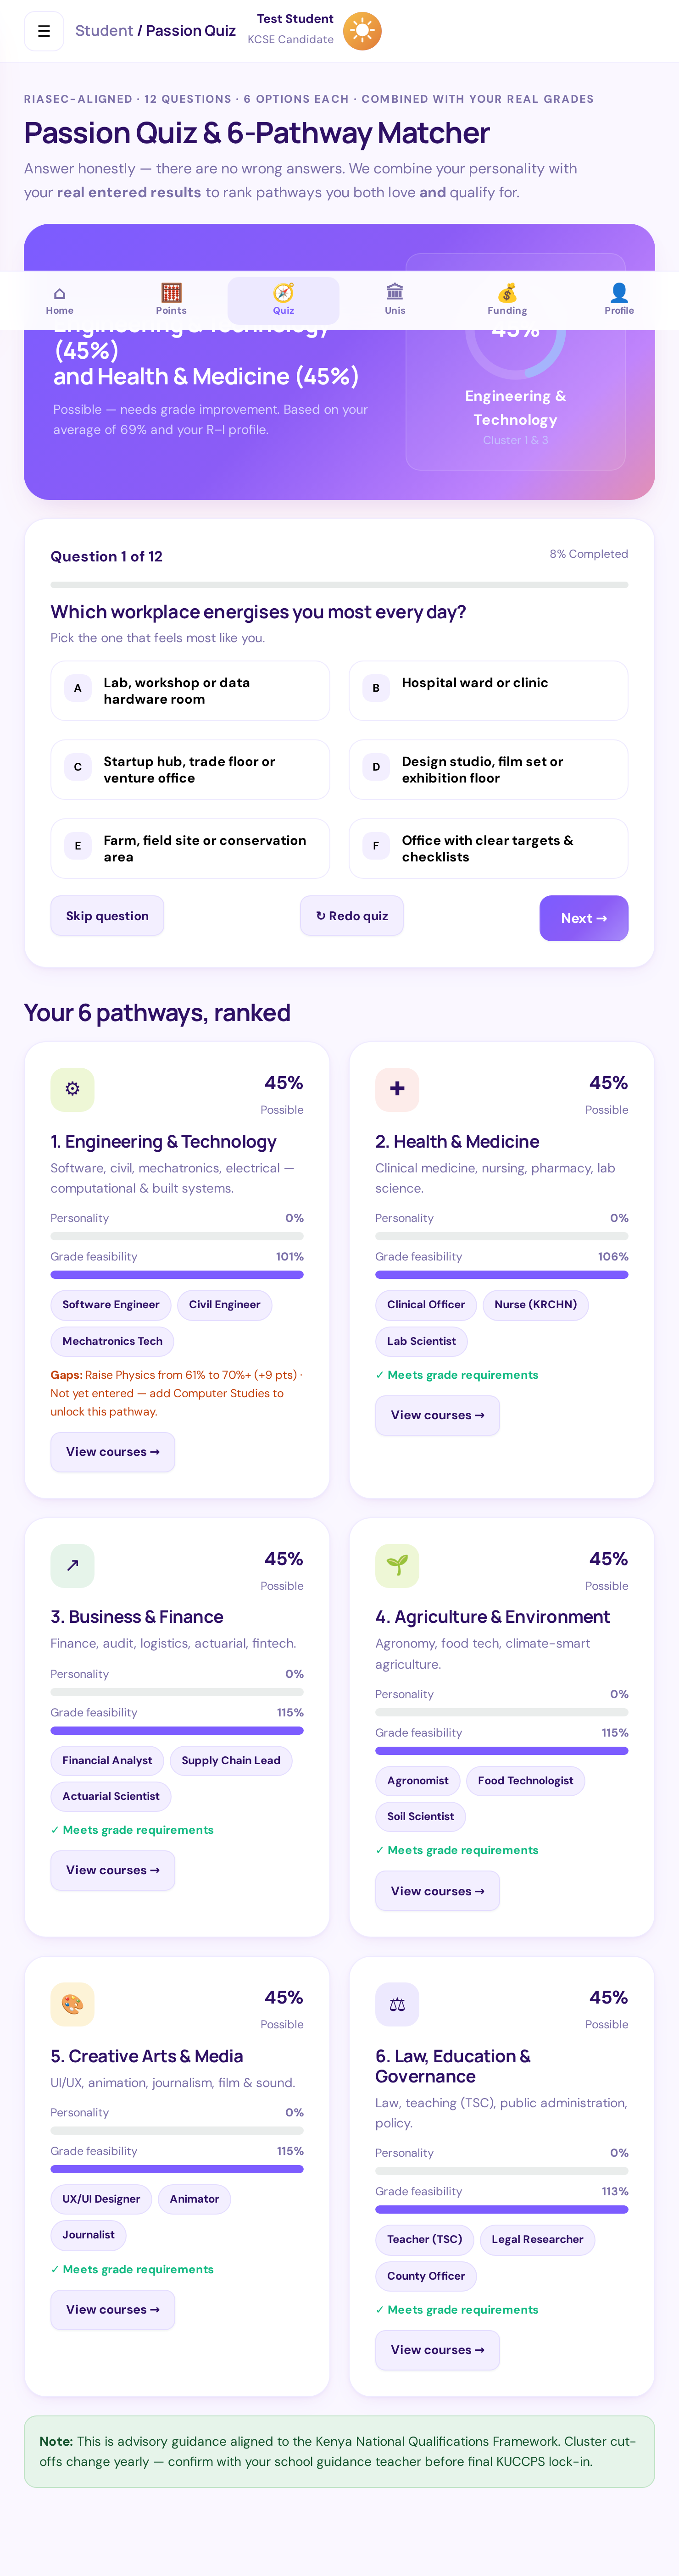 ☰ Student / Passion Quiz
Test Student
KCSE Candidate
RIASEC-ALIGNED · 12 QUESTIONS · 6 OPTIONS EACH · COMBINED WITH YOUR REAL GRADES
Passion Quiz & 6-Pathway Matcher
Answer honestly — there are no wrong answers. We combine your personality with
your real entered results to rank pathways you both love and qualify for.
Home
Points
Quiz
Unis
Funding
Profile
Engineering & Technology
(45%)
and Health & Medicine (45%)
Possible — needs grade improvement. Based on your
average of 69% and your R–I profile.
45%
Engineering &
Technology
Cluster 1 & 3
Question 1 of 12
8% Completed
Which workplace energises you most every day?
Pick the one that feels most like you.
A Lab, workshop or data
hardware room
B Hospital ward or clinic
C Startup hub, trade floor or
venture office
D Design studio, film set or
exhibition floor
E Farm, field site or conservation
area
F Office with clear targets &
checklists
Skip question
↻ Redo quiz
Next →
Your 6 pathways, ranked
45%
Possible
1. Engineering & Technology
Software, civil, mechatronics, electrical —
computational & built systems.
Personality 0%
Grade feasibility 101%
Software Engineer
Civil Engineer
Mechatronics Tech
Gaps: Raise Physics from 61% to 70%+ (+9 pts) ·
Not yet entered — add Computer Studies to
unlock this pathway.
View courses →
45%
Possible
2. Health & Medicine
Clinical medicine, nursing, pharmacy, lab
science.
Personality 0%
Grade feasibility 106%
Clinical Officer
Nurse (KRCHN)
Lab Scientist
✓ Meets grade requirements
View courses →
45%
Possible
3. Business & Finance
Finance, audit, logistics, actuarial, fintech.
Personality 0%
Grade feasibility 115%
Financial Analyst
Supply Chain Lead
Actuarial Scientist
✓ Meets grade requirements
View courses →
45%
Possible
4. Agriculture & Environment
Agronomy, food tech, climate-smart
agriculture.
Personality 0%
Grade feasibility 115%
Agronomist
Food Technologist
Soil Scientist
✓ Meets grade requirements
View courses →
45%
Possible
5. Creative Arts & Media
UI/UX, animation, journalism, film & sound.
Personality 0%
Grade feasibility 115%
UX/UI Designer
Animator
Journalist
✓ Meets grade requirements
View courses →
45%
Possible
6. Law, Education &
Governance
Law, teaching (TSC), public administration,
policy.
Personality 0%
Grade feasibility 113%
Teacher (TSC)
Legal Researcher
County Officer
✓ Meets grade requirements
View courses →
Note: This is advisory guidance aligned to the Kenya National Qualifications Framework. Cluster cut-
offs change yearly — confirm with your school guidance teacher before final KUCCPS lock-in.